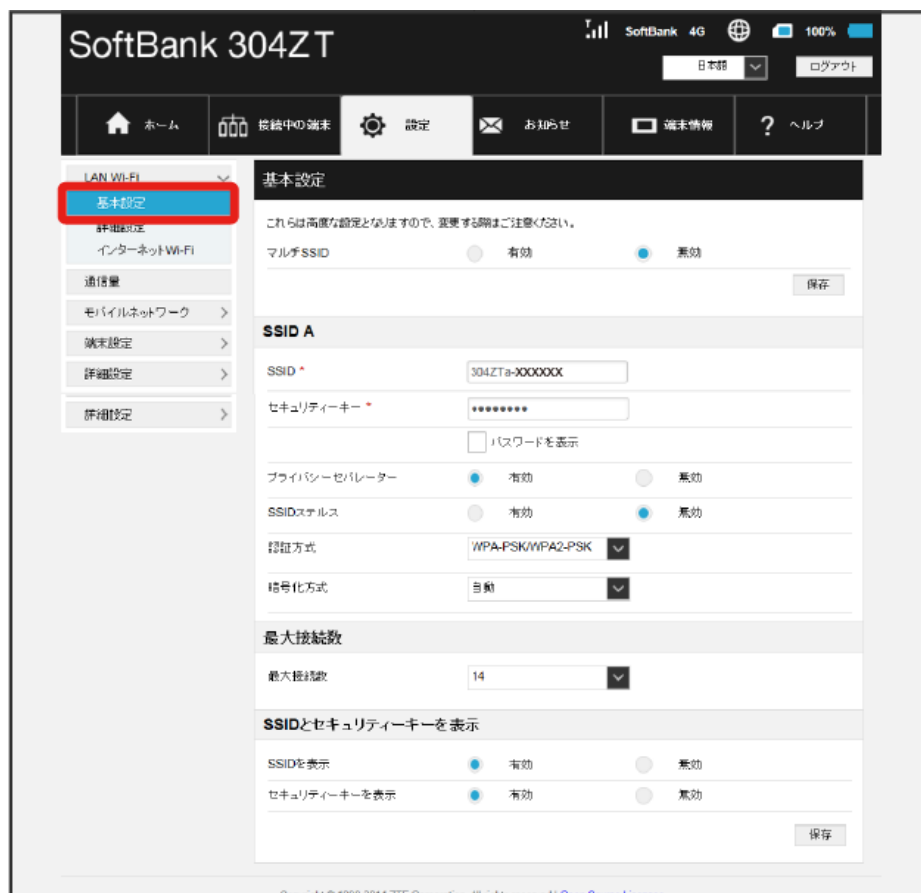 SoftBank 304ZT
SoftBank 4G 100%
日本語 ログアウト
ホーム 接続中の端末 設定 お知らせ 端末情報 ? ヘルプ
LAN Wi-Fi
基本設定
詳細設定
インターネットWi-Fi
通信量
モバイルネットワーク
端末設定
詳細設定
詳細設定
基本設定
これらは高度な設定となりますので、変更する際はご注意ください。
マルチSSID 有効 無効
保存
SSID A
SSID * 304ZTa-XXXXXX
セキュリティーキー * ••••••••
パスワードを表示
プライバシーセパレーター 有効 無効
SSIDステルス 有効 無効
認証方式 WPA-PSK/WPA2-PSK
暗号化方式 自動
最大接続数
最大接続数 14
SSIDとセキュリティーキーを表示
SSIDを表示 有効 無効
セキュリティーキーを表示 有効 無効
保存